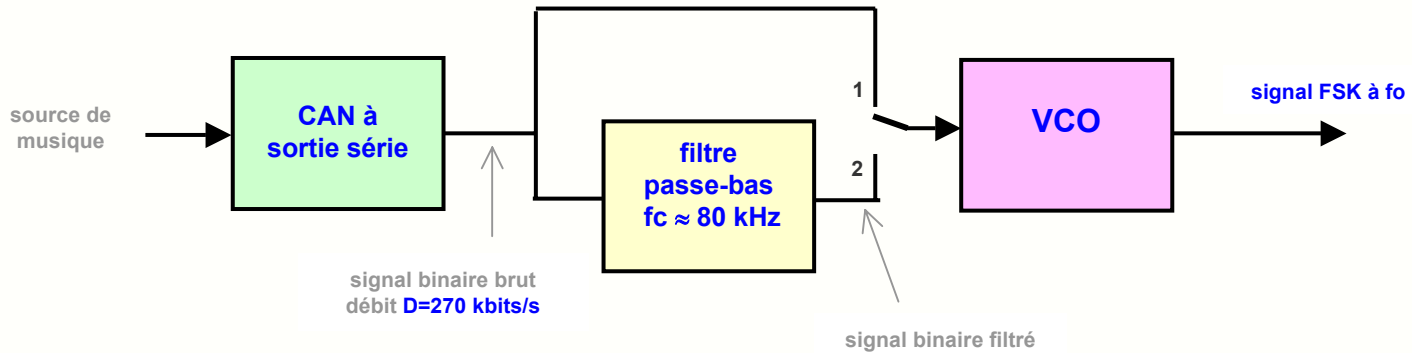 source de
musique
CAN à
sortie série
signal binaire brut
débit D=270 kbits/s
filtre
passe-bas
fc ≈ 80 kHz
1
2
signal binaire filtré
VCO
signal FSK à fo